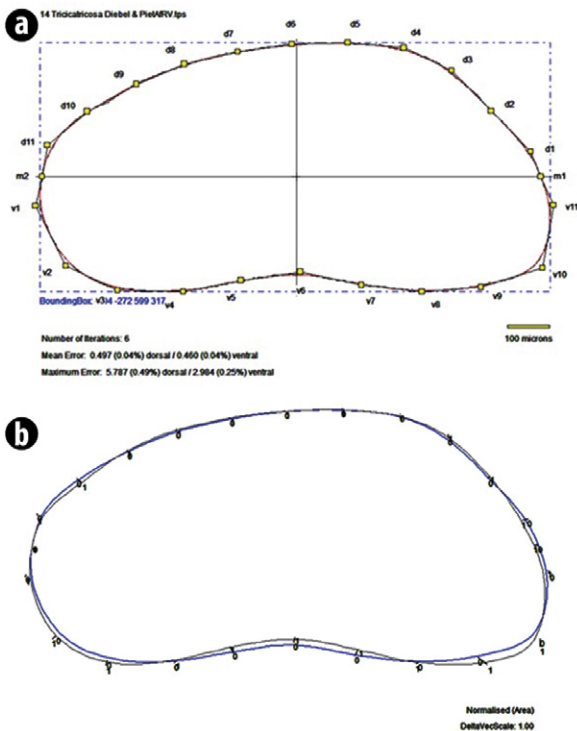 a
14 Tricicatricosa Diebel & PietWRV.tps
d6
d5
d4
d7
d8
d3
d9
d2
d10
d11
d1
m2
m1
v1
v11
v2
v10
BoundingBox: v3)4 -272 599 317
v4
v5
v6
v7
v8
v9
Number of Iterations: 6
Mean Error: 0.497 (0.04%) dorsal / 0.460 (0.04%) ventral
Maximum Error: 5.787 (0.49%) dorsal / 2.984 (0.25%) ventral
100 microns
b
Normalised (Area)
DeltaVecScale: 1.00